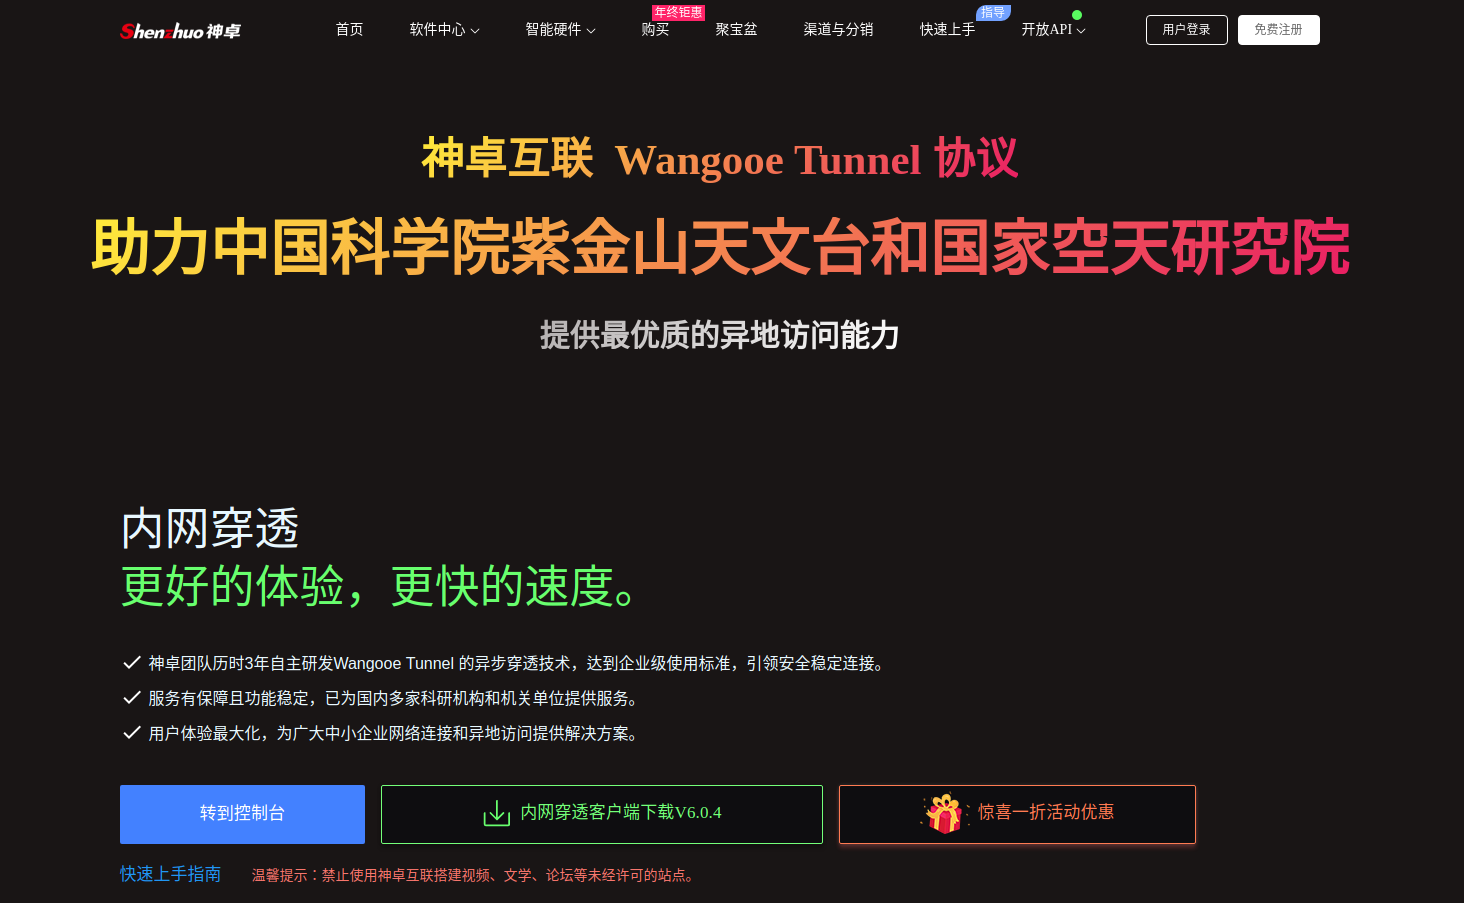 Shenzhuo 神卓
首页 软件中心 智能硬件 购买 年终钜惠 聚宝盆 渠道与分销 快速上手 指导 开放API 用户登录 免费注册
神卓互联 Wangooe Tunnel 协议
助力中国科学院紫金山天文台和国家空天研究院
提供最优质的异地访问能力
内网穿透
更好的体验，更快的速度。
神卓团队历时3年自主研发Wangooe Tunnel 的异步穿透技术，达到企业级使用标准，引领安全稳定连接。
服务有保障且功能稳定，已为国内多家科研机构和机关单位提供服务。
用户体验最大化，为广大中小企业网络连接和异地访问提供解决方案。
转到控制台 内网穿透客户端下载V6.0.4 惊喜一折活动优惠
快速上手指南 温馨提示：禁止使用神卓互联搭建视频、文学、论坛等未经许可的站点。